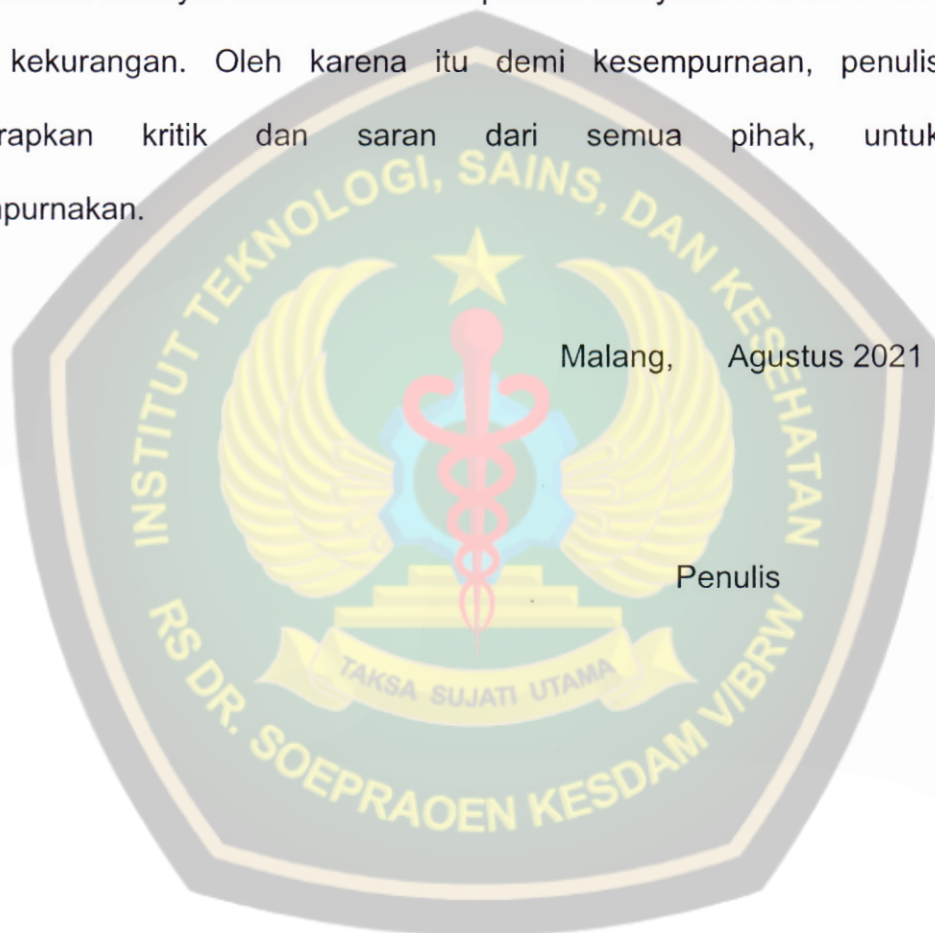 kekurangan. Oleh karena itu demi kesempurnaan, penulis
rapkan kritik dan saran dari semua pihak, untuk
purnakan.
Malang, Agustus 2021
Penulis
INSTITUT TEKNOLOGI, SAINS, DAN KESEHATAN
TAKSA SUJATI UTAMA
RS DR. SOEPRAOEN KESDAM V/BRW